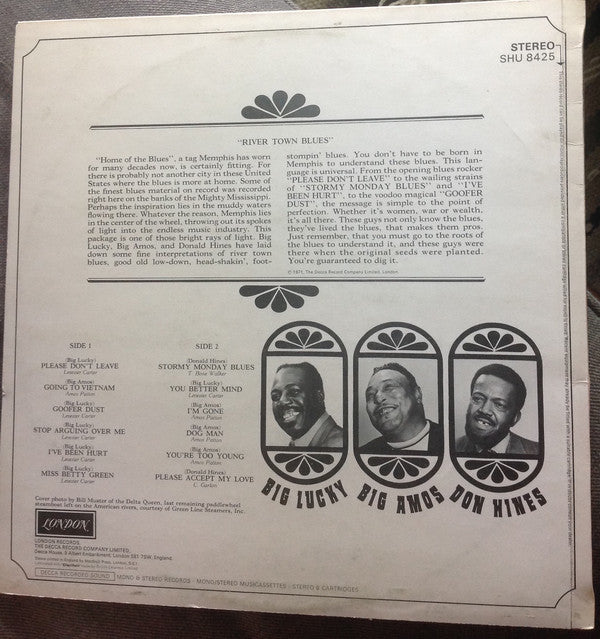 STEREO
SHU 8425
"RIVER TOWN BLUES"
"Home of the Blues", a tag Memphis has worn
for many decades now, is certainly fitting. For
there is probably not another city in these United
States where the blues is more at home. Some of
the finest blues material on record was recorded
right here on the banks of the Mighty Mississippi.
Perhaps the inspiration lies in the muddy waters
flowing there. Whatever the reason, Memphis lies
in the center of the wheel, throwing out its spokes
of light into the endless music industry. This
package is one of those bright rays of light. Big
Lucky, Big Amos, and Donald Hines have laid
down some fine interpretations of river town
blues, good old low-down, head-shakin', foot-
stompin' blues. You don't have to be born in
Memphis to understand these blues. This lan-
guage is universal. From the opening blues rocker
"PLEASE DON'T LEAVE" to the wailing strains
of "STORMY MONDAY BLUES" and "I'VE
BEEN HURT", to the voodoo magical "GOOFER
DUST", the message is simple to the point of
perfection. Whether it's women, war or wealth,
it's all there. These guys not only know the blues,
they've lived the blues, that makes them pros.
Just remember, that you must go to the roots of
the blues to understand it, and these guys were
there when the original seeds were planted.
You're guaranteed to dig it.
© 1971, The Decca Record Company Limited, London.
SIDE 1
(Big Lucky)
PLEASE DON'T LEAVE
Levester Carter
(Big Amos)
GOING TO VIETNAM
Amos Patton
(Big Lucky)
GOOFER DUST
Levester Carter
(Big Lucky)
STOP ARGUING OVER ME
Levester Carter
(Big Lucky)
I'VE BEEN HURT
Levester Carter
(Big Lucky)
MISS BETTY GREEN
Levester Carter
SIDE 2
(Donald Hines)
STORMY MONDAY BLUES
T. Bone Walker
(Big Lucky)
YOU BETTER MIND
Levester Carter
(Big Amos)
I'M GONE
Amos Patton
(Big Amos)
DOG MAN
Amos Patton
(Big Amos)
YOU'RE TOO YOUNG
Amos Patton
(Donald Hines)
PLEASE ACCEPT MY LOVE
C. Garlow
BIG LUCKY
BIG AMOS
DON HINES
Cover photo by Bill Muster of the Delta Queen, last remaining paddlewheel
steamboat left on the American rivers, courtesy of Green Line Steamers, Inc.
LONDON
LONDON RECORDS,
THE DECCA RECORD COMPANY LIMITED,
Decca House, 9 Albert Embankment, London SE1 7SW, England.
DECCA RECORDED SOUND MONO & STEREO RECORDS · MONO/STEREO MUSICASSETTES · STEREO 8 CARTRIDGES